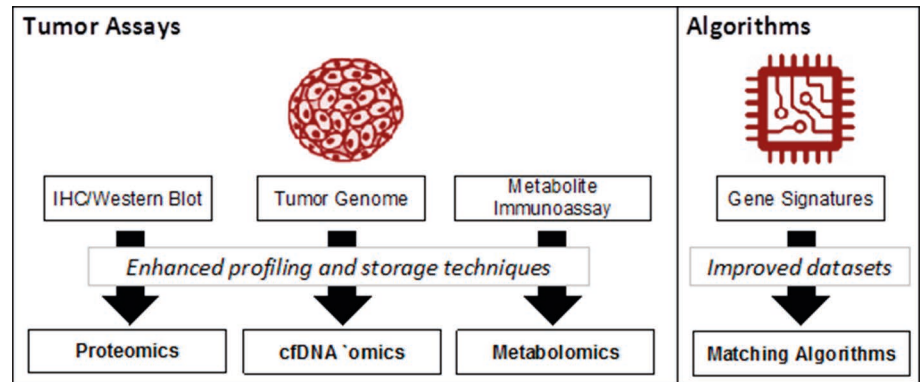 Tumor Assays
Algorithms
IHC/Western Blot
Tumor Genome
Metabolite
Immunoassay
Gene Signatures
Enhanced profiling and storage techniques
Improved datasets
Proteomics
cfDNA `omics
Metabolomics
Matching Algorithms